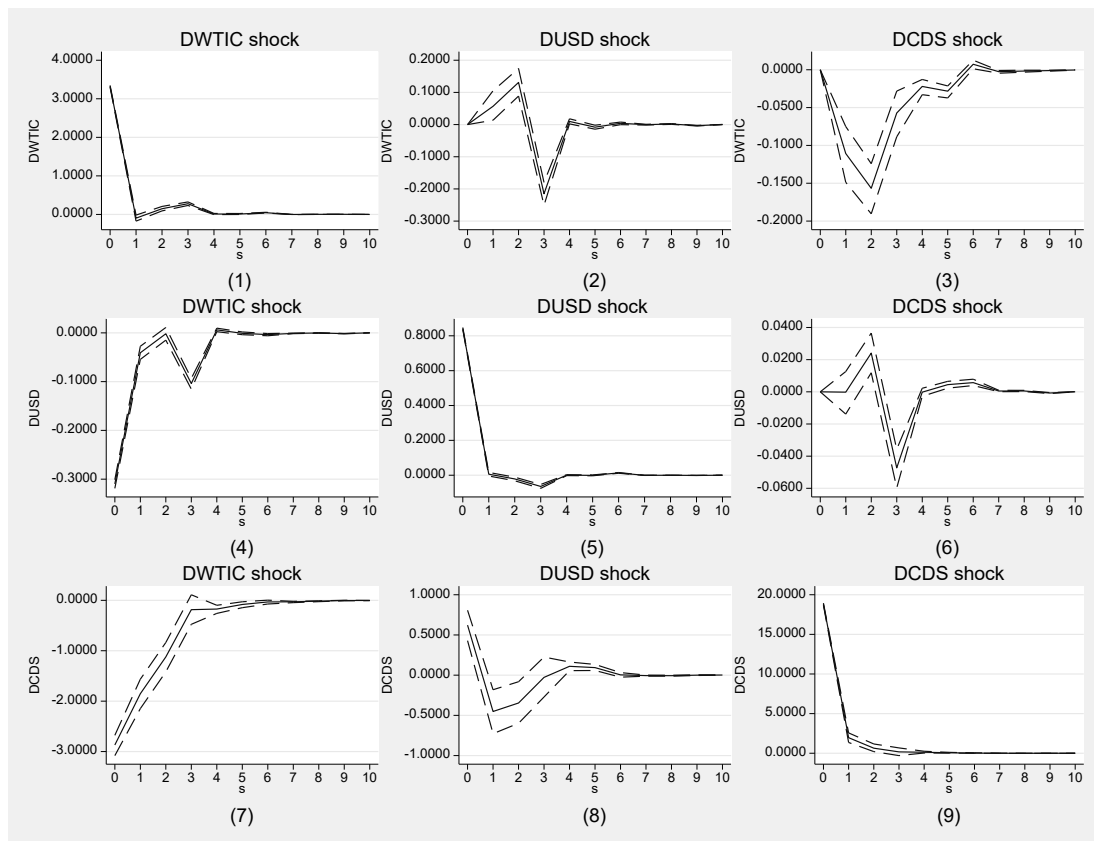 DWTIC shock
4.0000
3.0000
2.0000
1.0000
0.0000
DWTIC
0 1 2 3 4 5 6 7 8 9 10
s
(1)
DUSD shock
0.2000
0.1000
0.0000
-0.1000
-0.2000
-0.3000
DWTIC
0 1 2 3 4 5 6 7 8 9 10
s
(2)
DCDS shock
0.0000
-0.0500
-0.1000
-0.1500
-0.2000
DWTIC
0 1 2 3 4 5 6 7 8 9 10
s
(3)
DWTIC shock
0.0000
-0.1000
-0.2000
-0.3000
DUSD
0 1 2 3 4 5 6 7 8 9 10
s
(4)
DUSD shock
0.8000
0.6000
0.4000
0.2000
0.0000
DUSD
0 1 2 3 4 5 6 7 8 9 10
s
(5)
DCDS shock
0.0400
0.0200
0.0000
-0.0200
-0.0400
-0.0600
DUSD
0 1 2 3 4 5 6 7 8 9 10
s
(6)
DWTIC shock
0.0000
-1.0000
-2.0000
-3.0000
DCDS
0 1 2 3 4 5 6 7 8 9 10
s
(7)
DUSD shock
1.0000
0.5000
0.0000
-0.5000
-1.0000
DCDS
0 1 2 3 4 5 6 7 8 9 10
s
(8)
DCDS shock
20.0000
15.0000
10.0000
5.0000
0.0000
DCDS
0 1 2 3 4 5 6 7 8 9 10
s
(9)